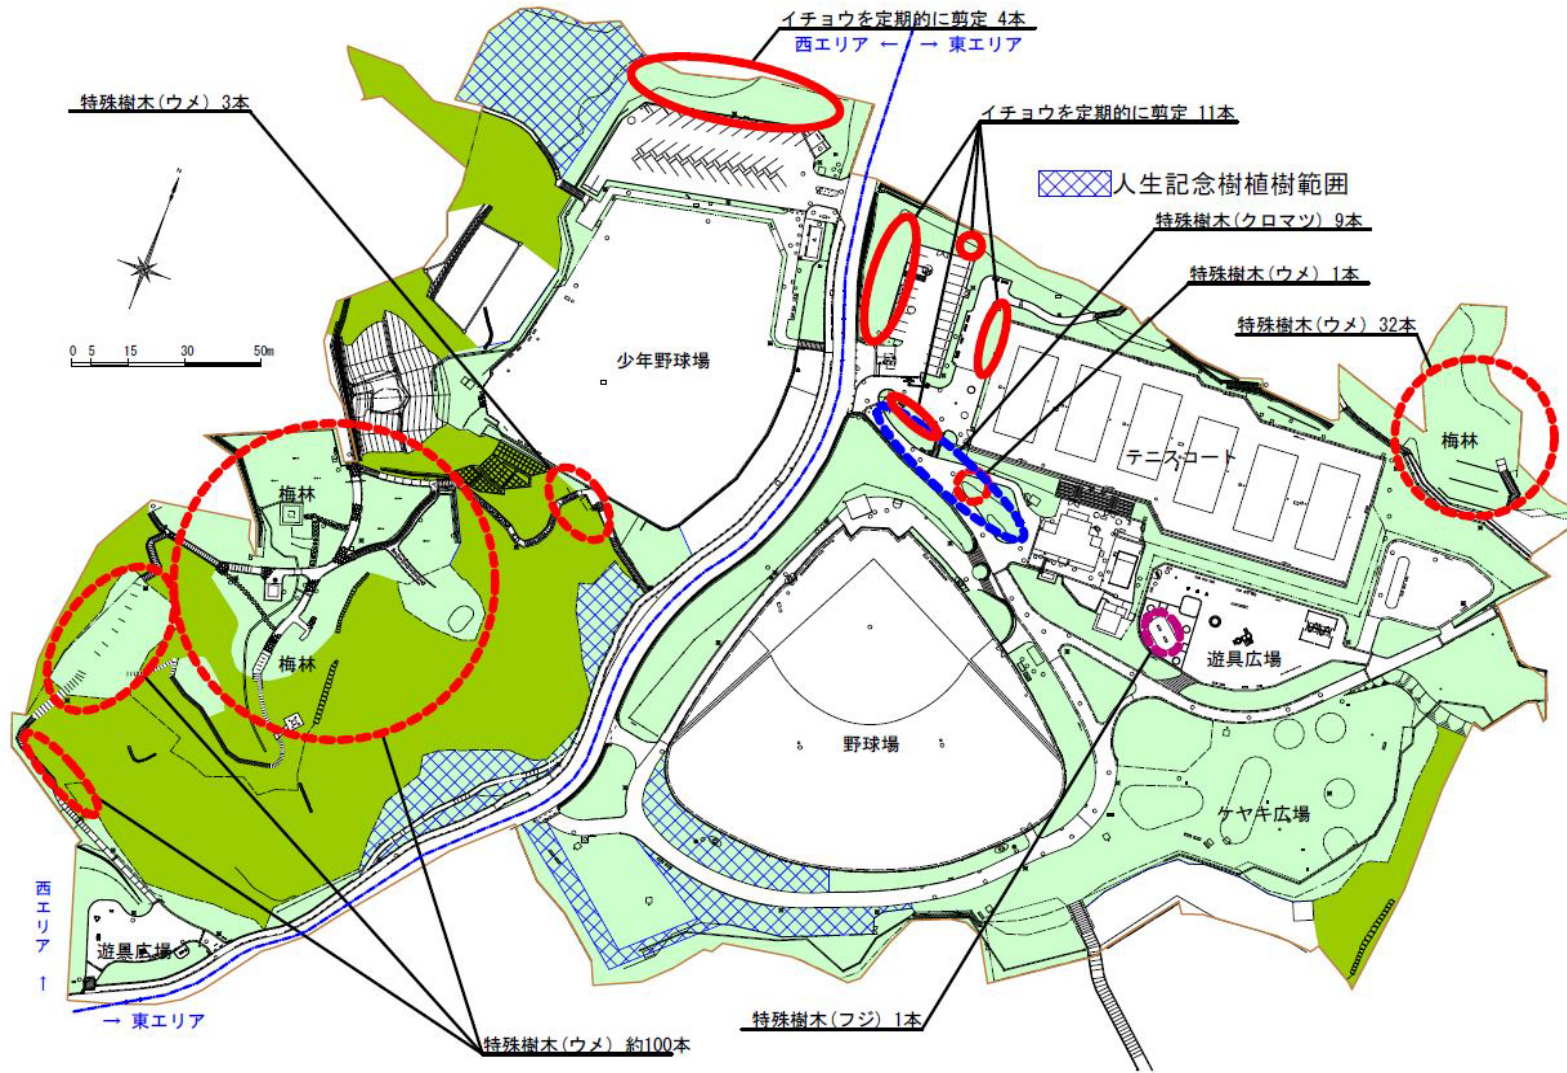 イチョウを定期的に剪定 4本
西エリア ← → 東エリア
特殊樹木(ウメ) 3本
イチョウを定期的に剪定 11本
人生記念樹植樹範囲
特殊樹木(クロマツ) 9本
特殊樹木(ウメ) 1本
特殊樹木(ウメ) 32本
0 5 15 30 50m
少年野球場
梅林
テニスコート
梅林
梅林
遊具広場
野球場
ケヤキ広場
西エリア ↑
遊具広場
→ 東エリア
特殊樹木(フジ) 1本
特殊樹木(ウメ) 約100本